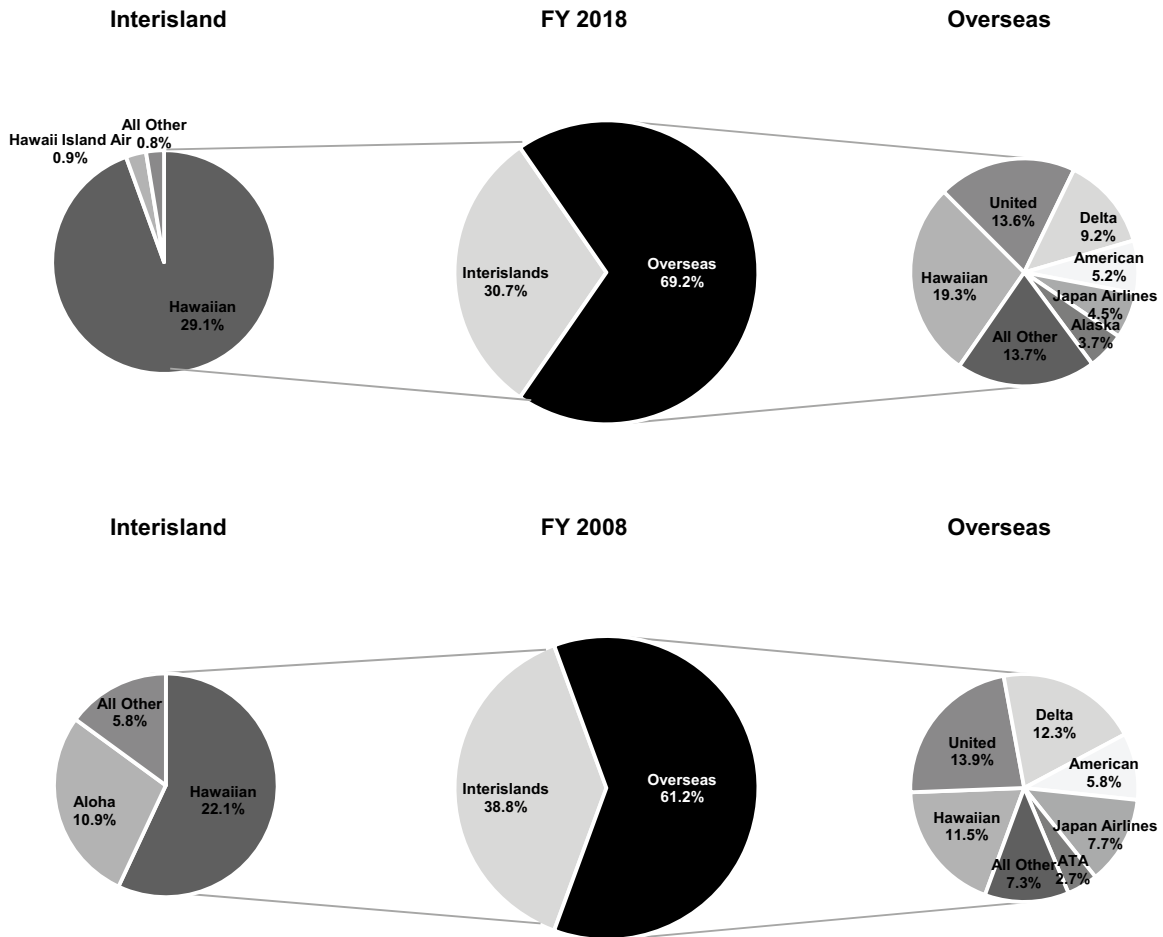 Interisland
FY 2018
Overseas
All Other
0.8%
Hawaii Island Air
0.9%
Hawaiian
29.1%
Interislands
30.7%
Overseas
69.2%
United
13.6%
Delta
9.2%
American
5.2%
Japan Airlines
4.5%
Alaska
3.7%
All Other
13.7%
Hawaiian
19.3%
Interisland
FY 2008
Overseas
All Other
5.8%
Aloha
10.9%
Hawaiian
22.1%
Interislands
38.8%
Overseas
61.2%
Delta
12.3%
United
13.9%
American
5.8%
Hawaiian
11.5%
Japan Airlines
7.7%
All Other
7.3%
ATA
2.7%